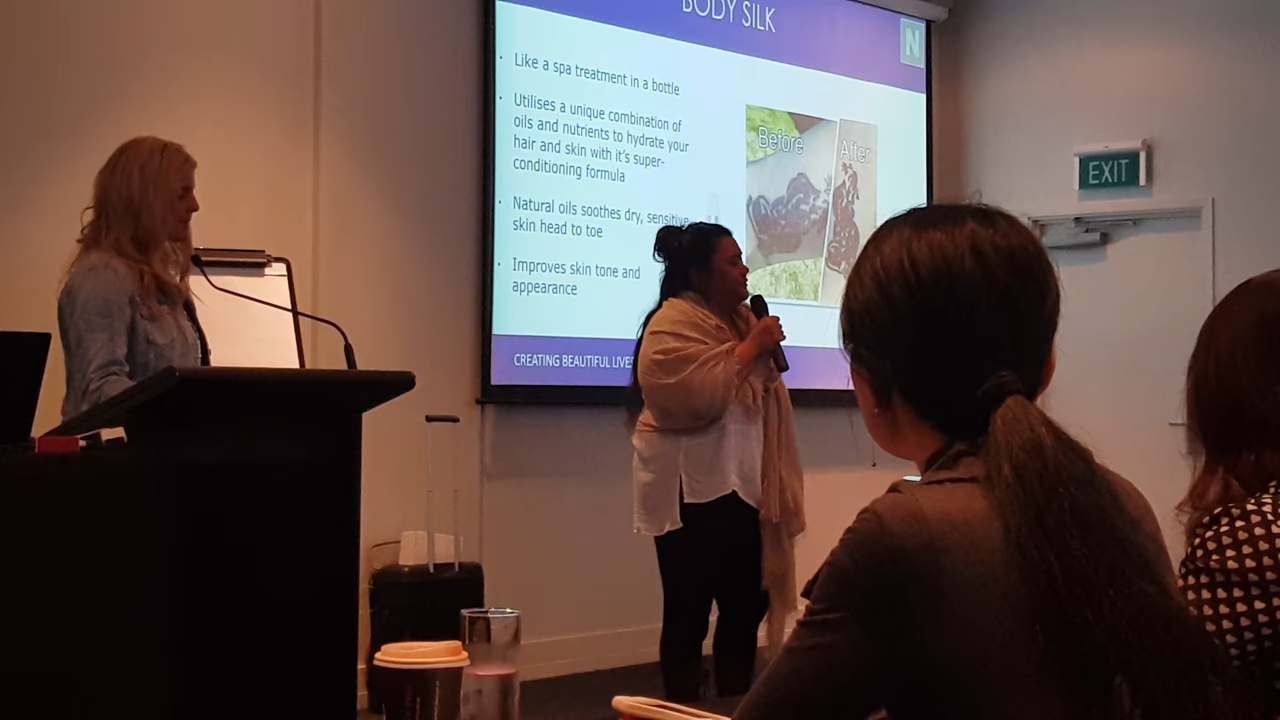 BODY SILK
N
• Like a spa treatment in a bottle
• Utilises a unique combination of
oils and nutrients to hydrate your
hair and skin with it's super-
conditioning formula
• Natural oils soothes dry, sensitive
skin head to toe
• Improves skin tone and
appearance
Before
After
CREATING BEAUTIFUL LIVES
EXIT